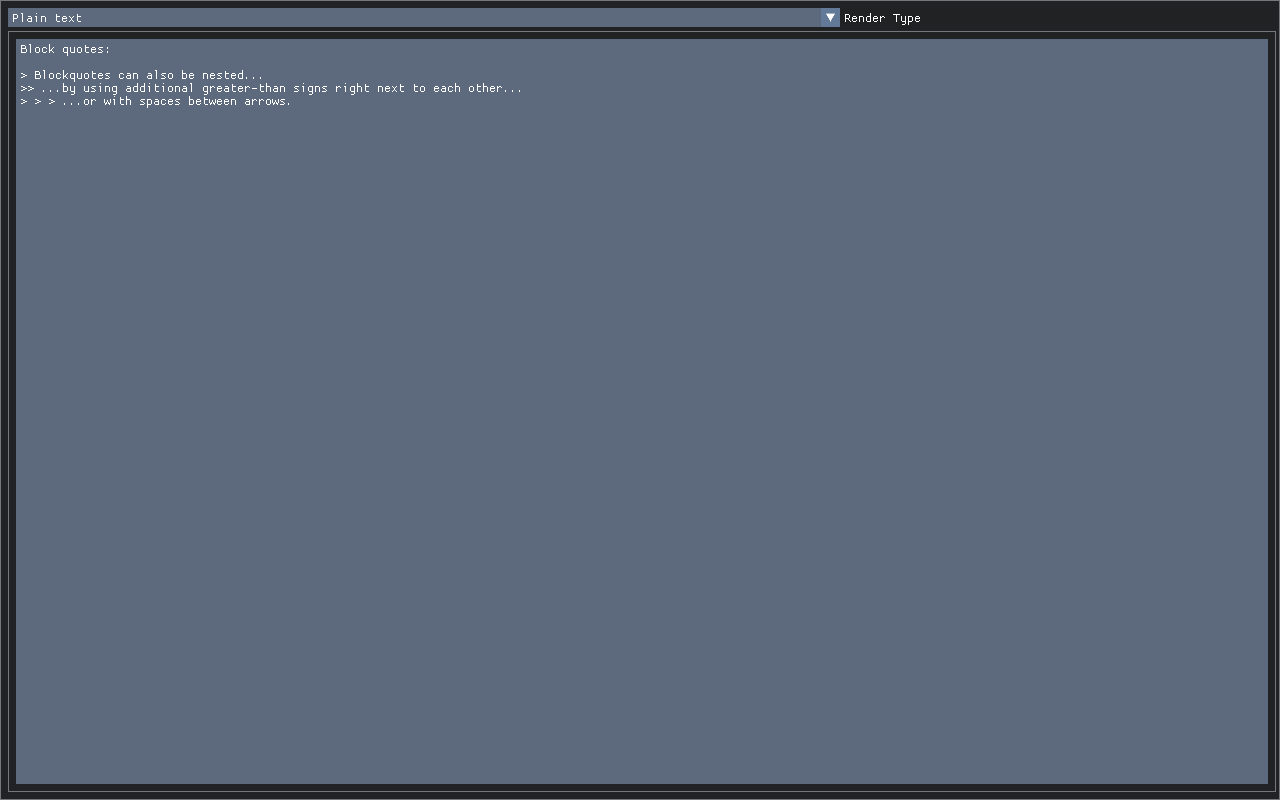 Plain text
Render Type
Block quotes:
> Blockquotes can also be nested...
>> ...by using additional greater-than signs right next to each other...
> > > ...or with spaces between arrows.